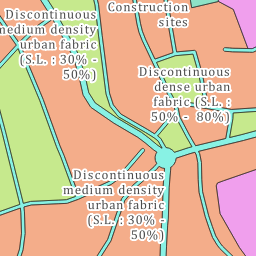 Discontinuous
medium density
urban fabric
(S.L. : 30% -
50%)
Construction
sites
Discontinuous
dense urban
fabric (S.L. :
50% - 80%)
Discontinuous
medium density
urban fabric
(S.L. : 30% -
50%)